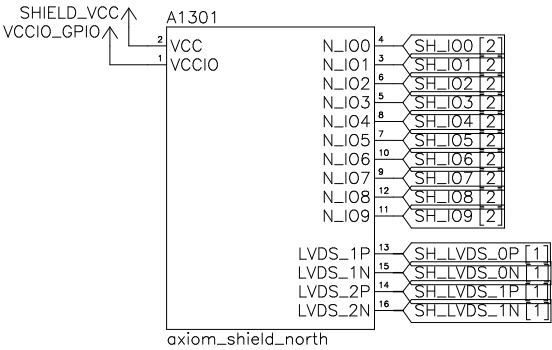 SHIELD_VCC
VCCIO_GPIO
A1301
2 VCC N_IO0 4 SH_IO0 [2]
1 VCCIO N_IO1 3 SH_IO1 [2]
N_IO2 6 SH_IO2 [2]
N_IO3 5 SH_IO3 [2]
N_IO4 8 SH_IO4 [2]
N_IO5 7 SH_IO5 [2]
N_IO6 10 SH_IO6 [2]
N_IO7 9 SH_IO7 [2]
N_IO8 12 SH_IO8 [2]
N_IO9 11 SH_IO9 [2]
LVDS_1P 13 SH_LVDS_0P [1]
LVDS_1N 15 SH_LVDS_0N [1]
LVDS_2P 14 SH_LVDS_1P [1]
LVDS_2N 16 SH_LVDS_1N [1]
axiom_shield_north